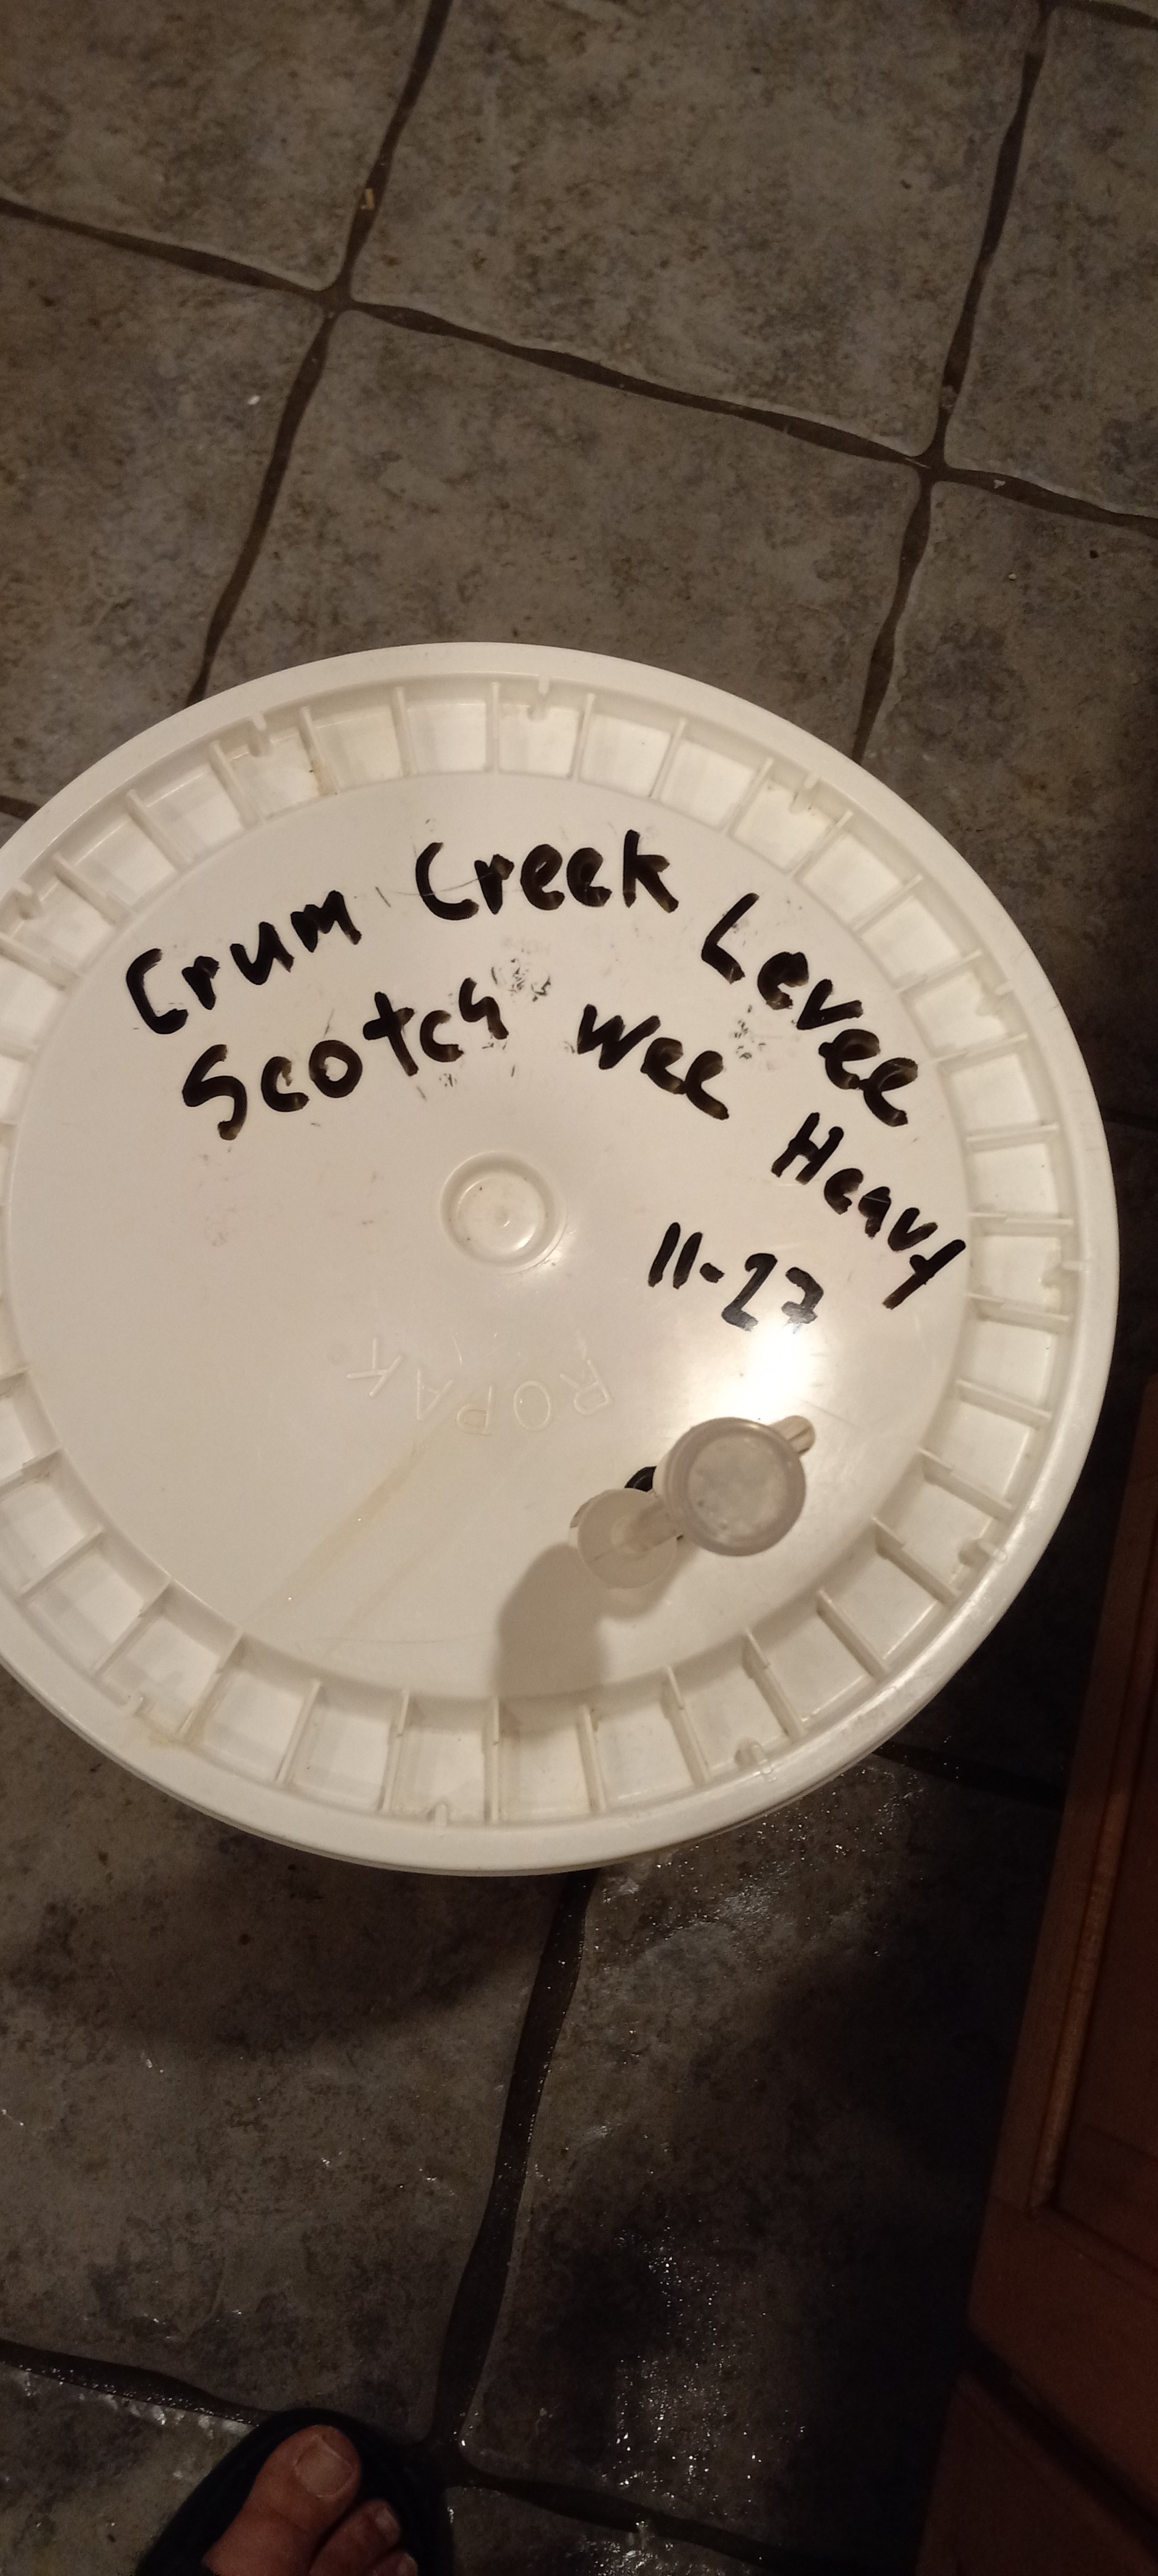 Crum Creek Levee
Scotch Wee Heavy
11-27
ROPAK